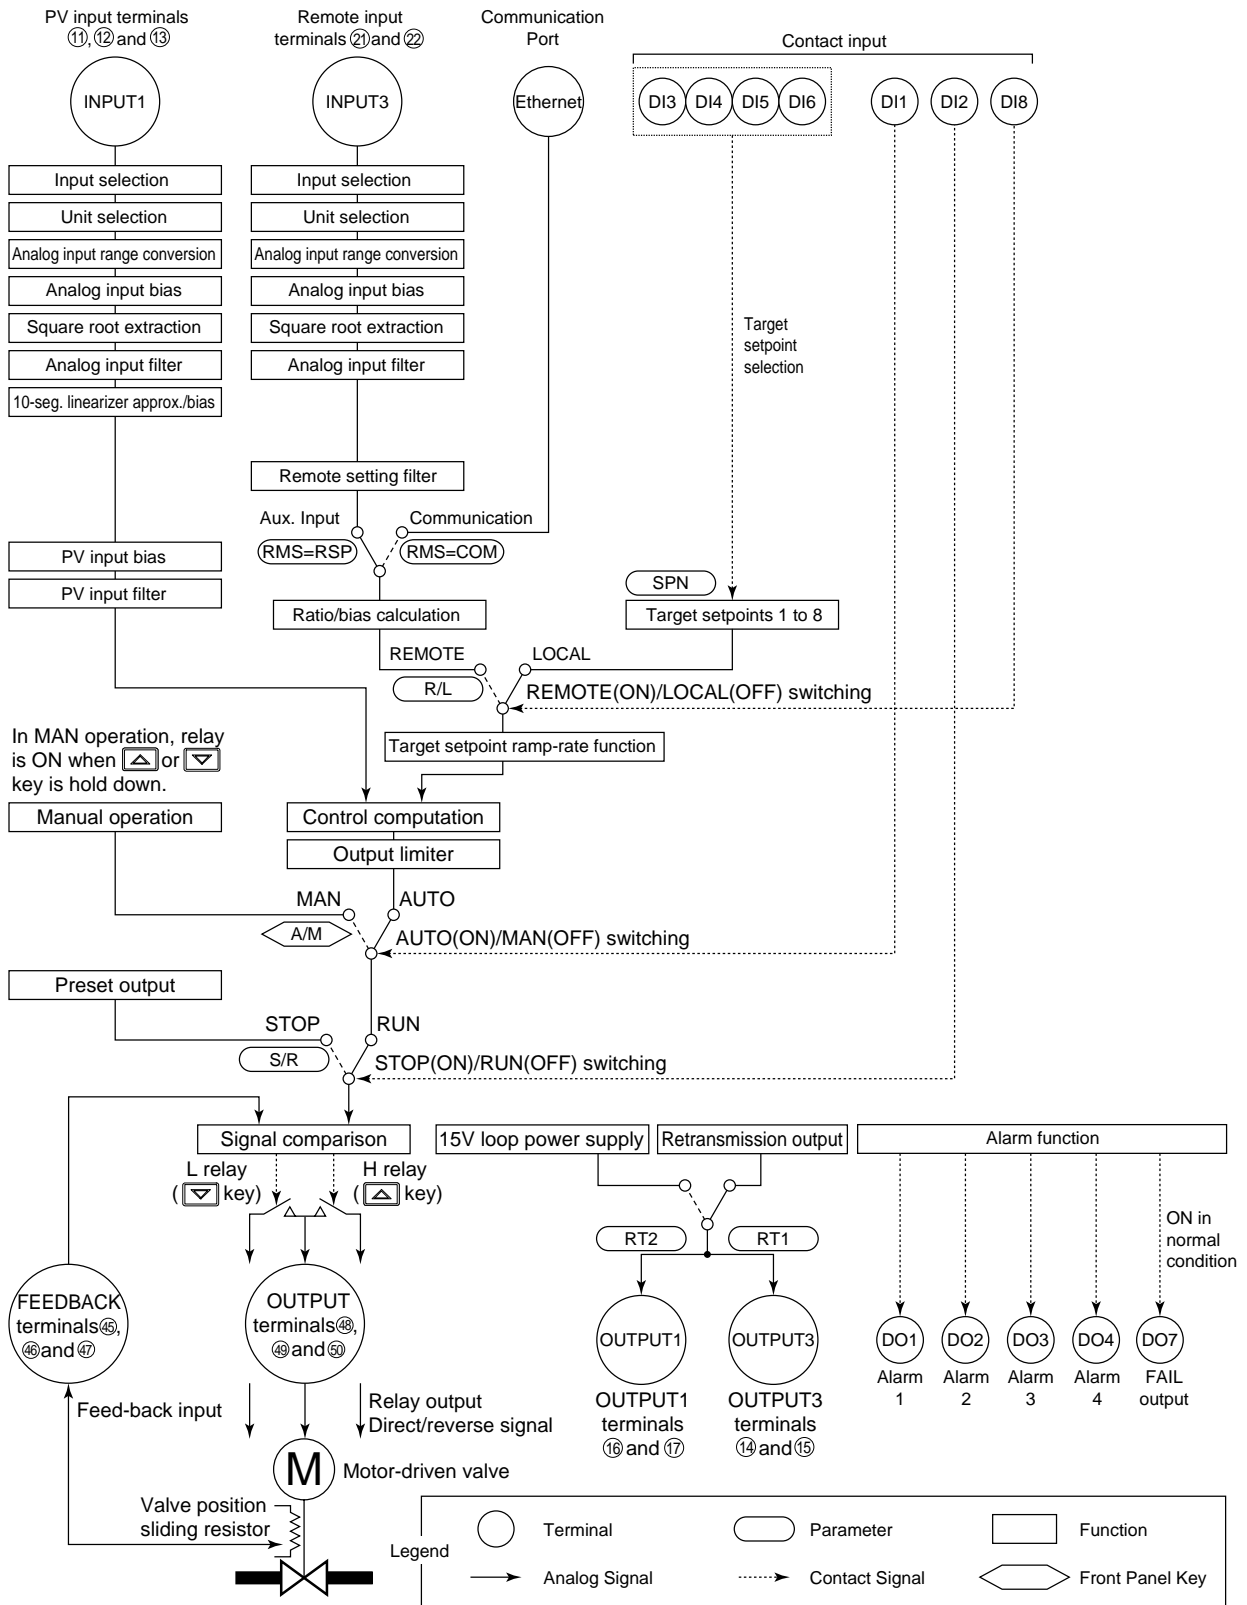 PV input terminals
⑪, ⑫ and ⑬
Remote input
terminals ㉑ and ㉒
Communication
Port
Contact input
INPUT1
INPUT3
Ethernet
DI3
DI4
DI5
DI6
DI1
DI2
DI8
Input selection
Unit selection
Analog input range conversion
Analog input bias
Square root extraction
Analog input filter
10-seg. linearizer approx./bias
Input selection
Unit selection
Analog input range conversion
Analog input bias
Square root extraction
Analog input filter
Target
setpoint
selection
Remote setting filter
Aux. Input
Communication
RMS=RSP
RMS=COM
PV input bias
PV input filter
SPN
Ratio/bias calculation
Target setpoints 1 to 8
REMOTE
LOCAL
R/L
REMOTE(ON)/LOCAL(OFF) switching
In MAN operation, relay
is ON when △ or ▽
key is hold down.
Target setpoint ramp-rate function
Manual operation
Control computation
Output limiter
MAN
AUTO
A/M
AUTO(ON)/MAN(OFF) switching
Preset output
STOP
RUN
S/R
STOP(ON)/RUN(OFF) switching
Signal comparison
15V loop power supply
Retransmission output
Alarm function
L relay
( ▽ key)
H relay
( △ key)
RT2
RT1
ON in
normal
condition
FEEDBACK
terminals㊺,
㊻and ㊼
OUTPUT
terminals㊽,
㊾ and ㊿
OUTPUT1
OUTPUT3
DO1
DO2
DO3
DO4
DO7
Alarm
1
Alarm
2
Alarm
3
Alarm
4
FAIL
output
OUTPUT1
terminals
⑯ and ⑰
OUTPUT3
terminals
⑭ and ⑮
Feed-back input
Relay output
Direct/reverse signal
M
Motor-driven valve
Valve position
sliding resistor
Legend
Terminal
Parameter
Function
Analog Signal
Contact Signal
Front Panel Key